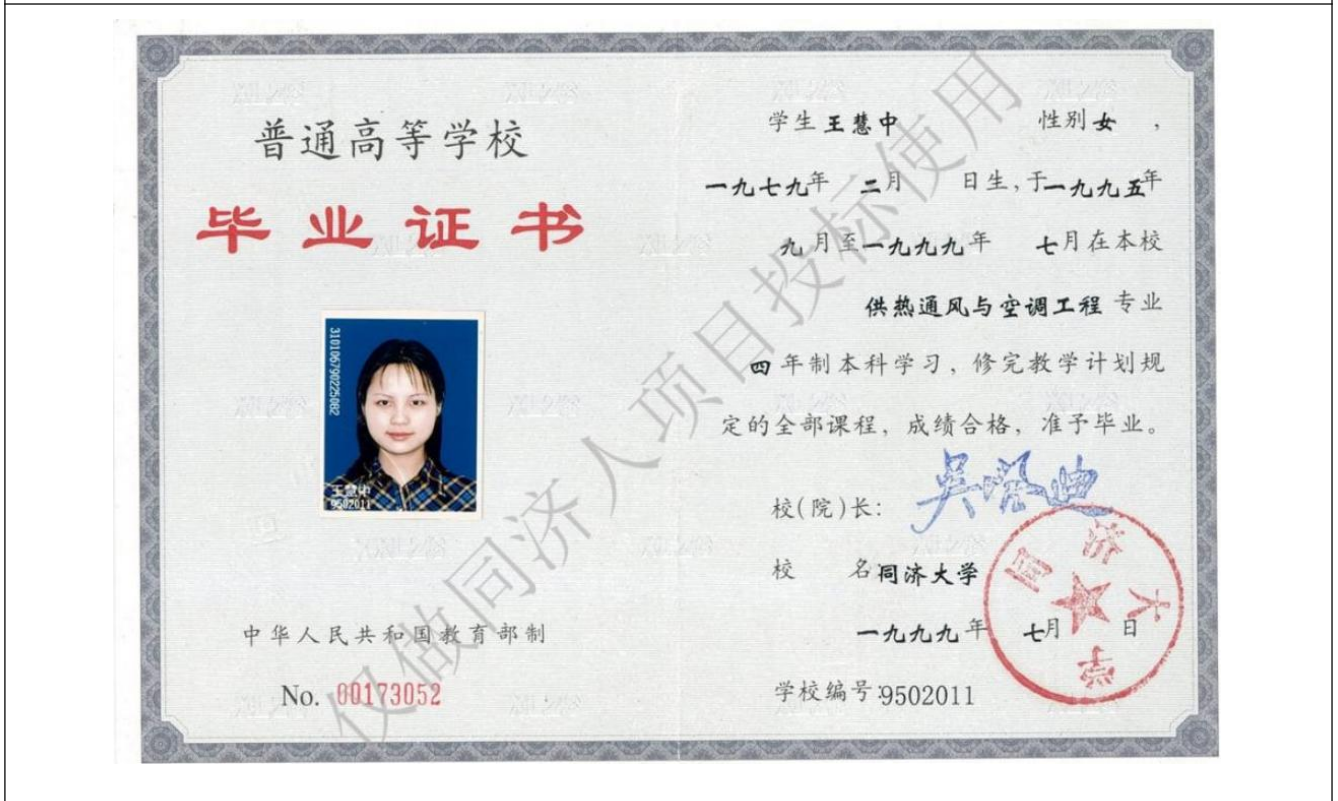 普通高等学校
毕业证书
310106790225082
王慧中
9502011
中华人民共和国教育部制
No. 00173052
学生王慧中 性别女,
一九七九年 二月 日生,于一九九五年
九月至一九九九年 七月在本校
供热通风与空调工程 专业
四年制本科学习,修完教学计划规
定的全部课程,成绩合格,准予毕业。
校(院)长:
校 名 同济大学
一九九九年 七月 日
学校编号:9502011
同济大学
仅做同济人项目投标使用